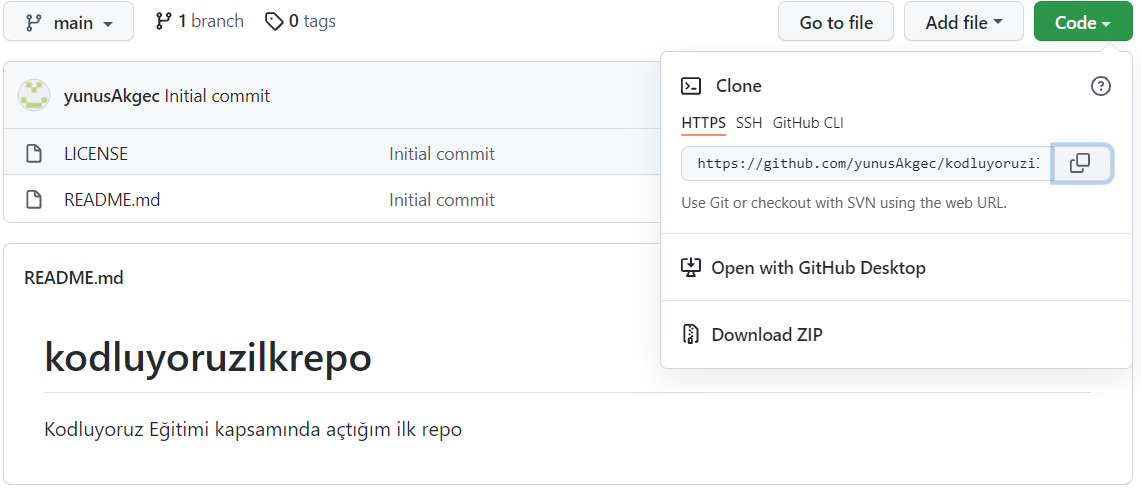 main 1 branch 0 tags Go to file Add file Code
yunusAkgec Initial commit
LICENSE Initial commit
README.md Initial commit
Clone
HTTPS SSH GitHub CLI
https://github.com/yunusAkgec/kodluyoruzil
Use Git or checkout with SVN using the web URL.
Open with GitHub Desktop
Download ZIP
README.md
kodluyoruzilkrepo
Kodluyoruz Eğitimi kapsamında açtığım ilk repo